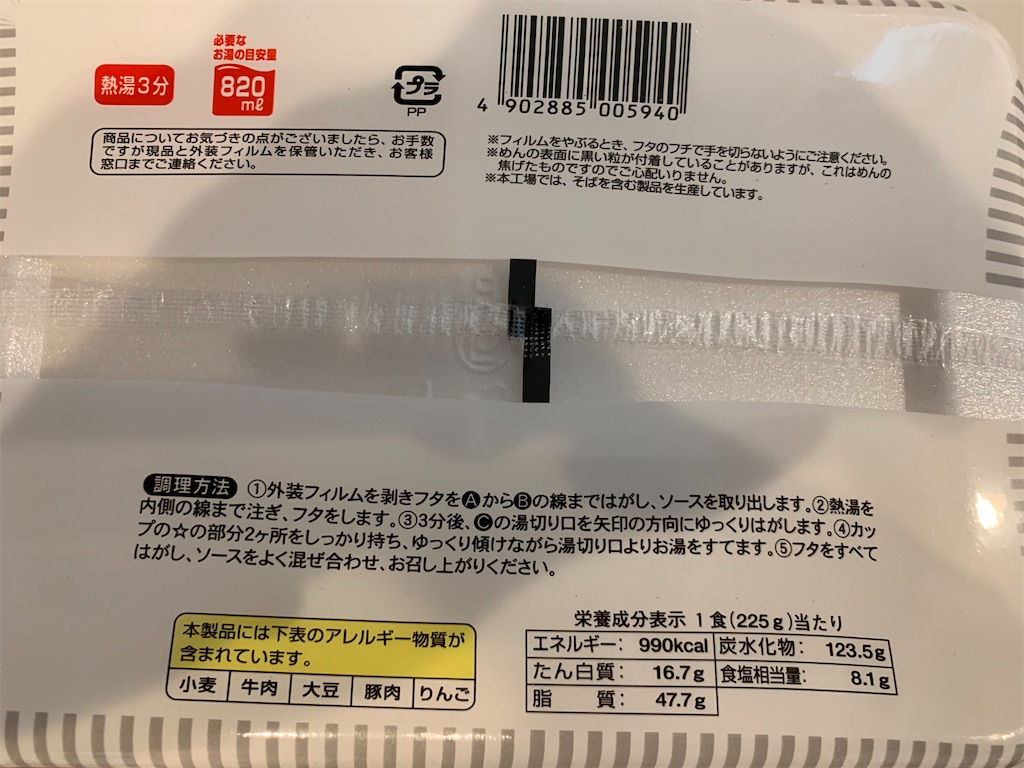 必要な
お湯の目安量
熱湯3分
820
mℓ
プラ
PP
4 902885 005940
商品についてお気づきの点がございましたら、お手数
ですが現品と外装フィルムを保管いただき、お客様
窓口までご連絡ください。
※フィルムをやぶるとき、フタのフチで手を切らないようにご注意ください。
※めんの表面に黒い粒が付着していることがありますが、これはめんの
焦げたものですのでご心配いりません。
※本工場では、そばを含む製品を生産しています。
調理方法 ①外装フィルムを剥きフタをAからBの線まではがし、ソースを取り出します。②熱湯を
内側の線まで注ぎ、フタをします。③3分後、Cの湯切り口を矢印の方向にゆっくりはがします。④カッ
プの☆の部分2ヶ所をしっかり持ち、ゆっくり傾けながら湯切り口よりお湯をすてます。⑤フタをすべて
はがし、ソースをよく混ぜ合わせ、お召し上がりください。
本製品には下表のアレルギー物質が
含まれています。
小麦 牛肉 大豆 豚肉 りんご
栄養成分表示 1食(225g)当たり
エネルギー: 990kcal 炭水化物: 123.5g
たん白質: 16.7g 食塩相当量: 8.1g
脂質: 47.7g